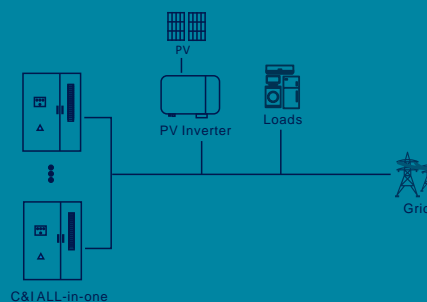 PV
PV Inverter
Loads
Grid
C&I ALL-in-one